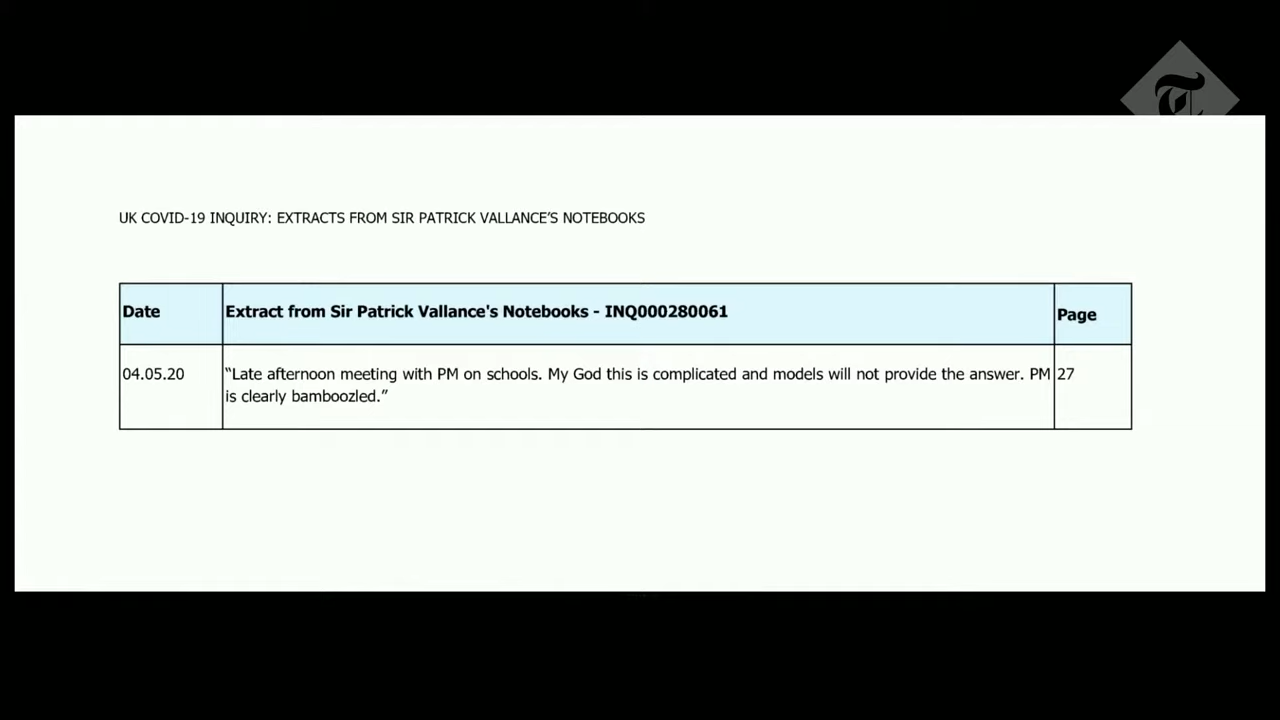 UK COVID-19 INQUIRY: EXTRACTS FROM SIR PATRICK VALLANCE'S NOTEBOOKS
Date
Extract from Sir Patrick Vallance's Notebooks - INQ000280061
Page
04.05.20
“Late afternoon meeting with PM on schools. My God this is complicated and models will not provide the answer. PM
is clearly bamboozled.”
27